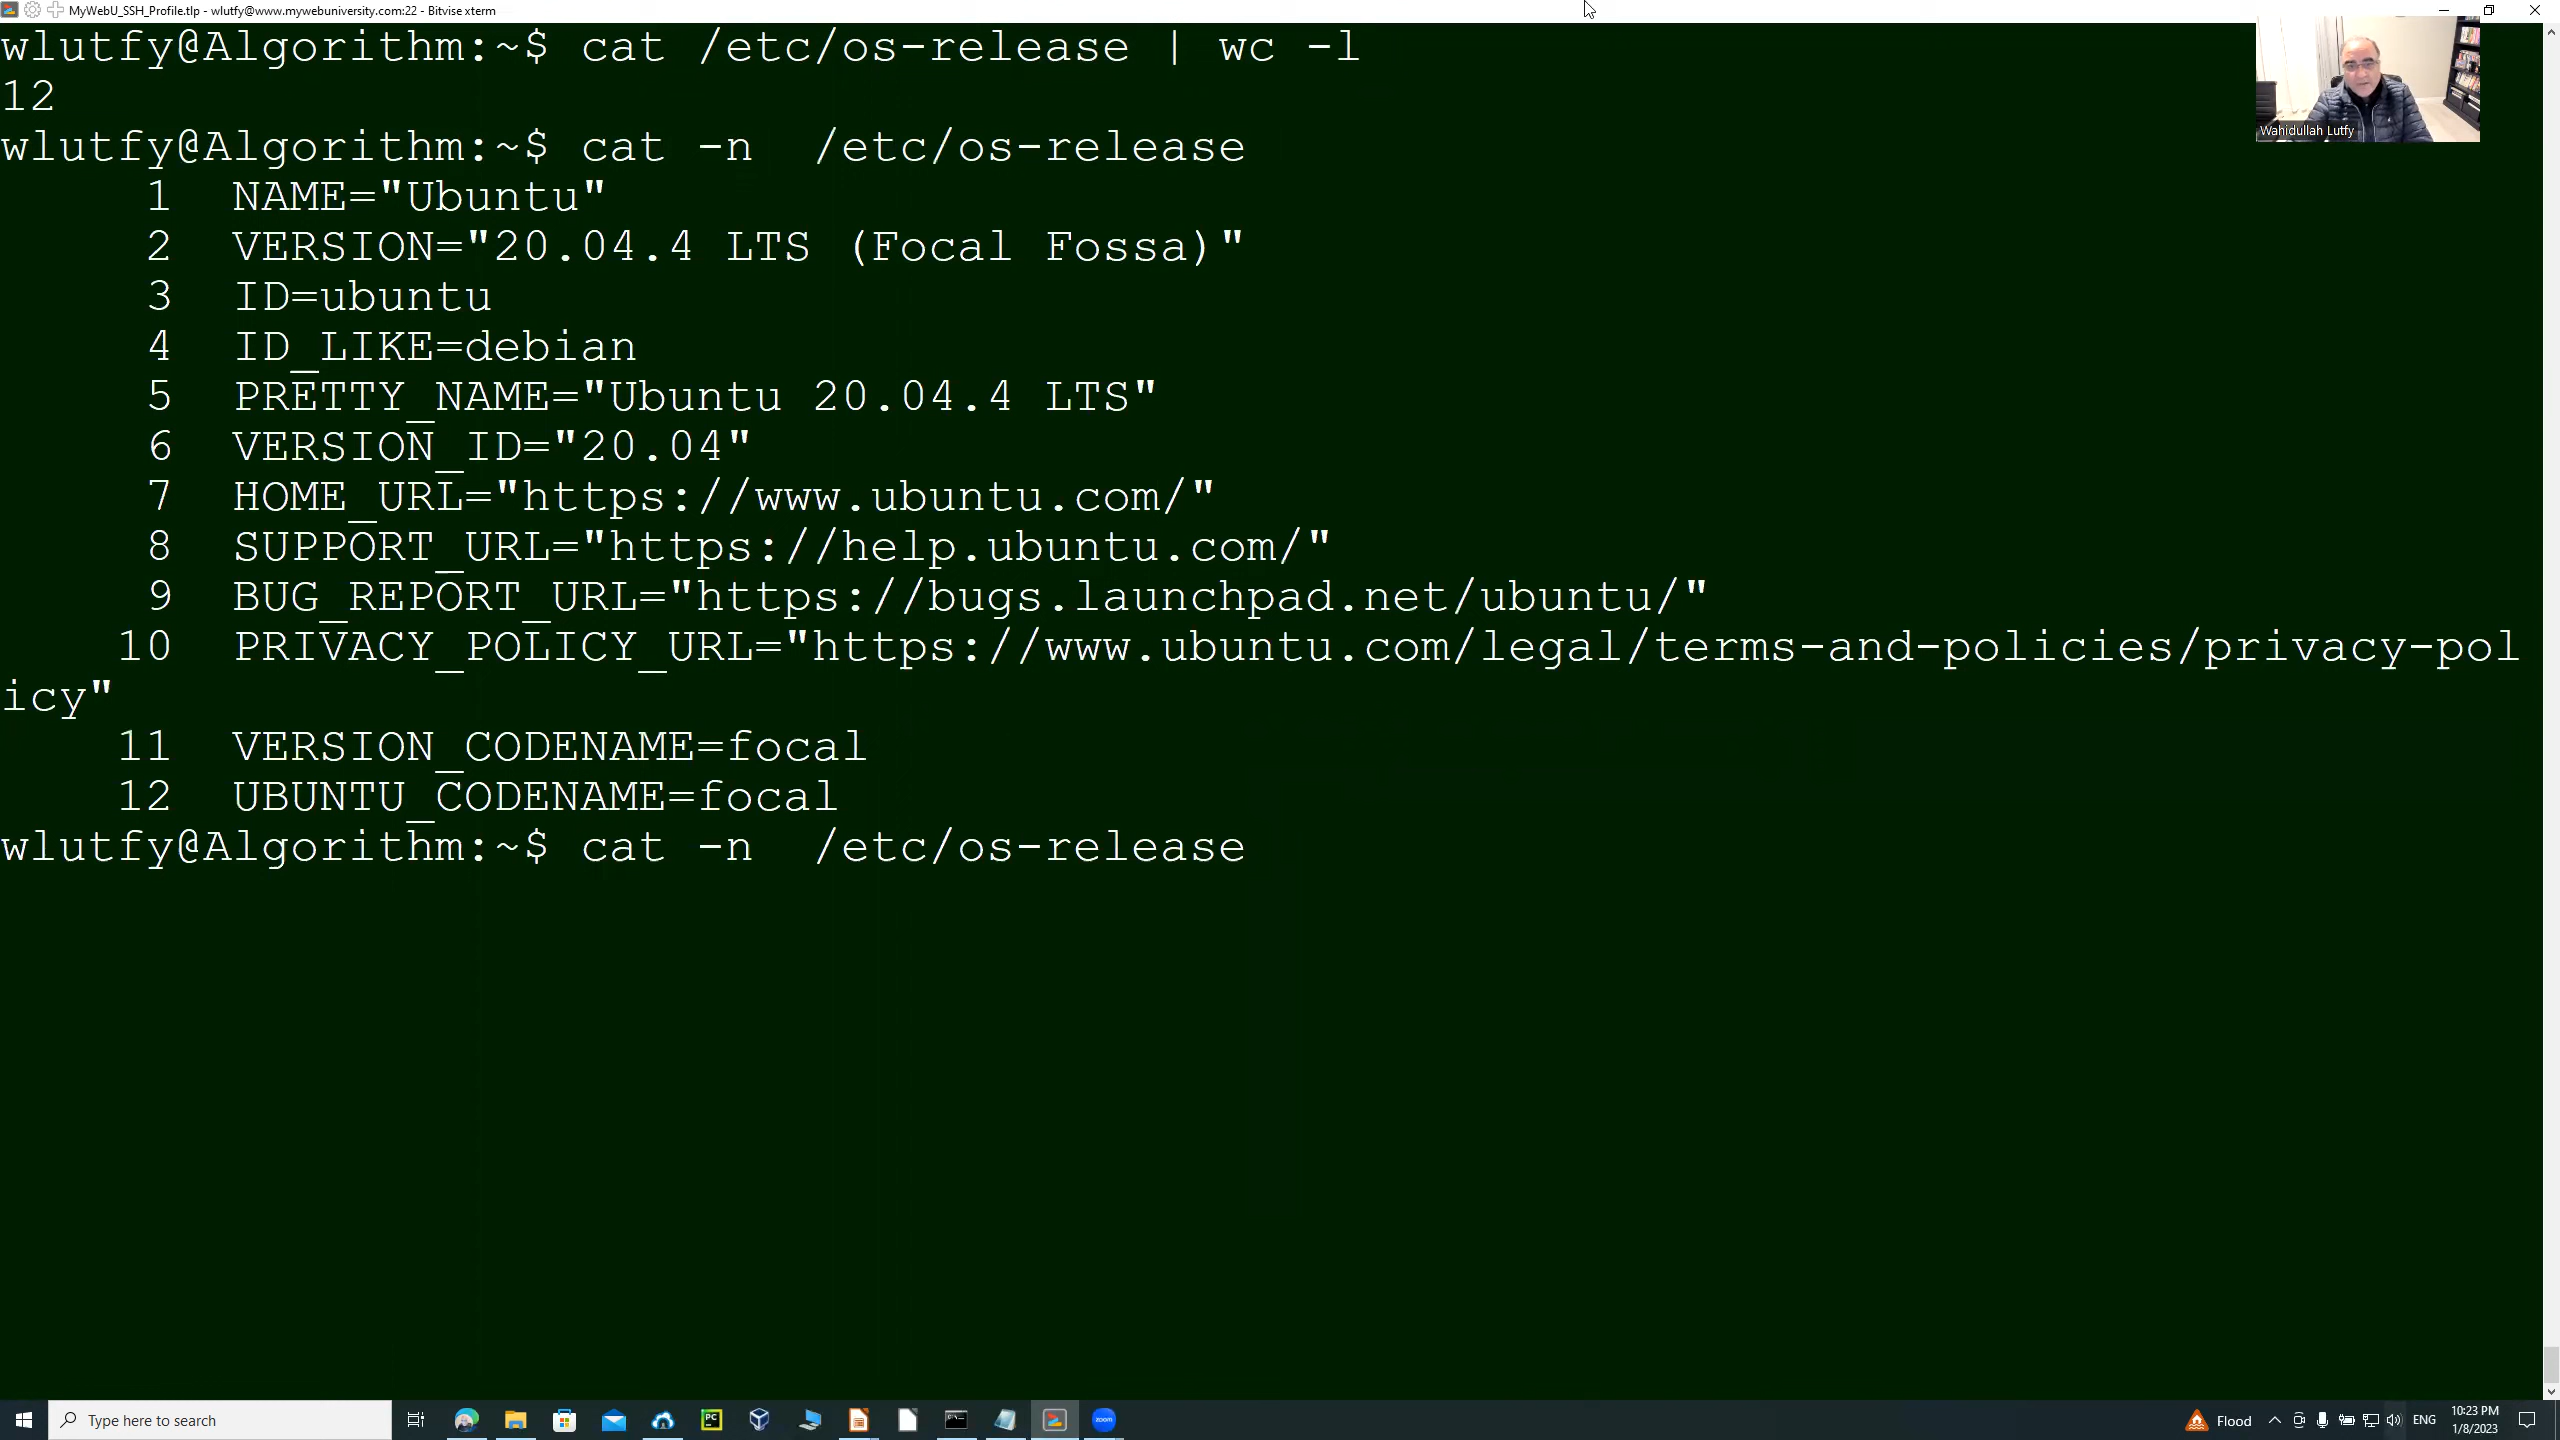 MyWebU_SSH_Profile.tlp - wlutfy@www.mywebuniversity.com:22 - Bitvise xterm
wlutfy@Algorithm:~$ cat /etc/os-release | wc -l
12
wlutfy@Algorithm:~$ cat -n  /etc/os-release
     1  NAME="Ubuntu"
     2  VERSION="20.04.4 LTS (Focal Fossa)"
     3  ID=ubuntu
     4  ID_LIKE=debian
     5  PRETTY_NAME="Ubuntu 20.04.4 LTS"
     6  VERSION_ID="20.04"
     7  HOME_URL="https://www.ubuntu.com/"
     8  SUPPORT_URL="https://help.ubuntu.com/"
     9  BUG_REPORT_URL="https://bugs.launchpad.net/ubuntu/"
    10  PRIVACY_POLICY_URL="https://www.ubuntu.com/legal/terms-and-policies/privacy-pol
icy"
    11  VERSION_CODENAME=focal
    12  UBUNTU_CODENAME=focal
wlutfy@Algorithm:~$ cat -n  /etc/os-release
Wahidullah Lutfy
Type here to search
PC
zoom
Flood
ENG
10:23 PM
1/8/2023